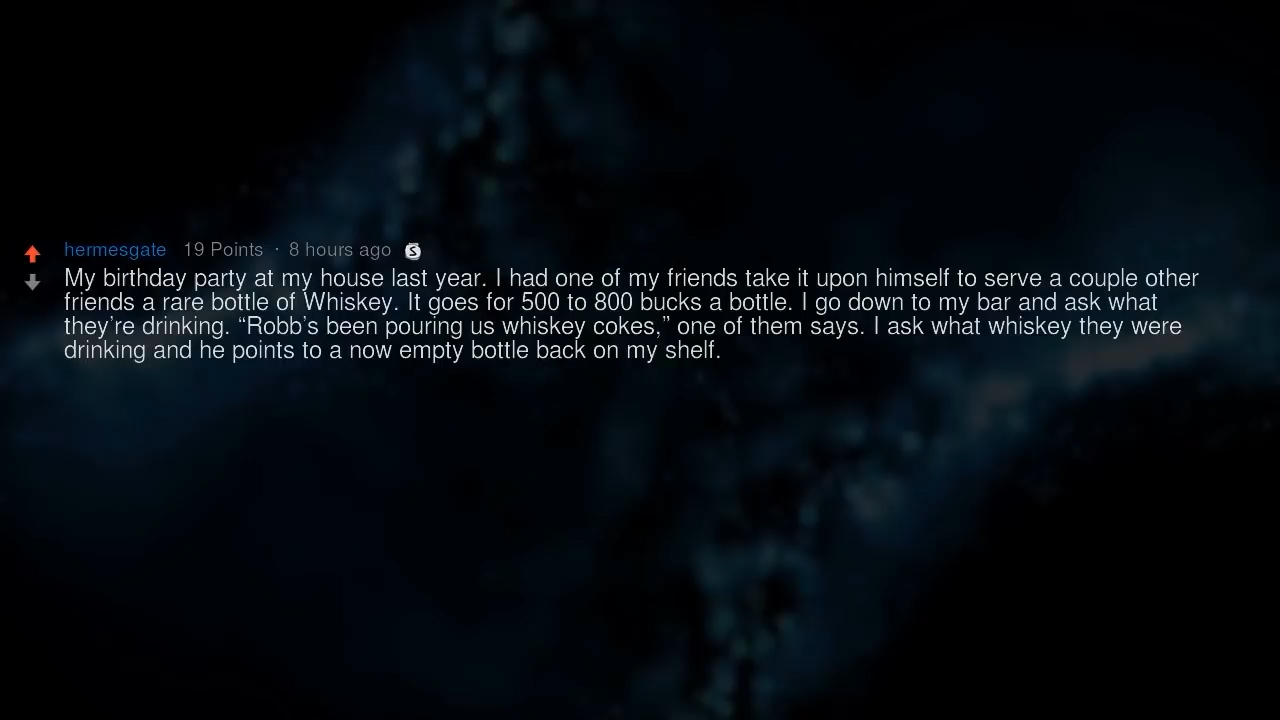 hermesgate 19 Points · 8 hours ago
My birthday party at my house last year. I had one of my friends take it upon himself to serve a couple other
friends a rare bottle of Whiskey. It goes for 500 to 800 bucks a bottle. I go down to my bar and ask what
they’re drinking. “Robb’s been pouring us whiskey cokes,” one of them says. I ask what whiskey they were
drinking and he points to a now empty bottle back on my shelf.